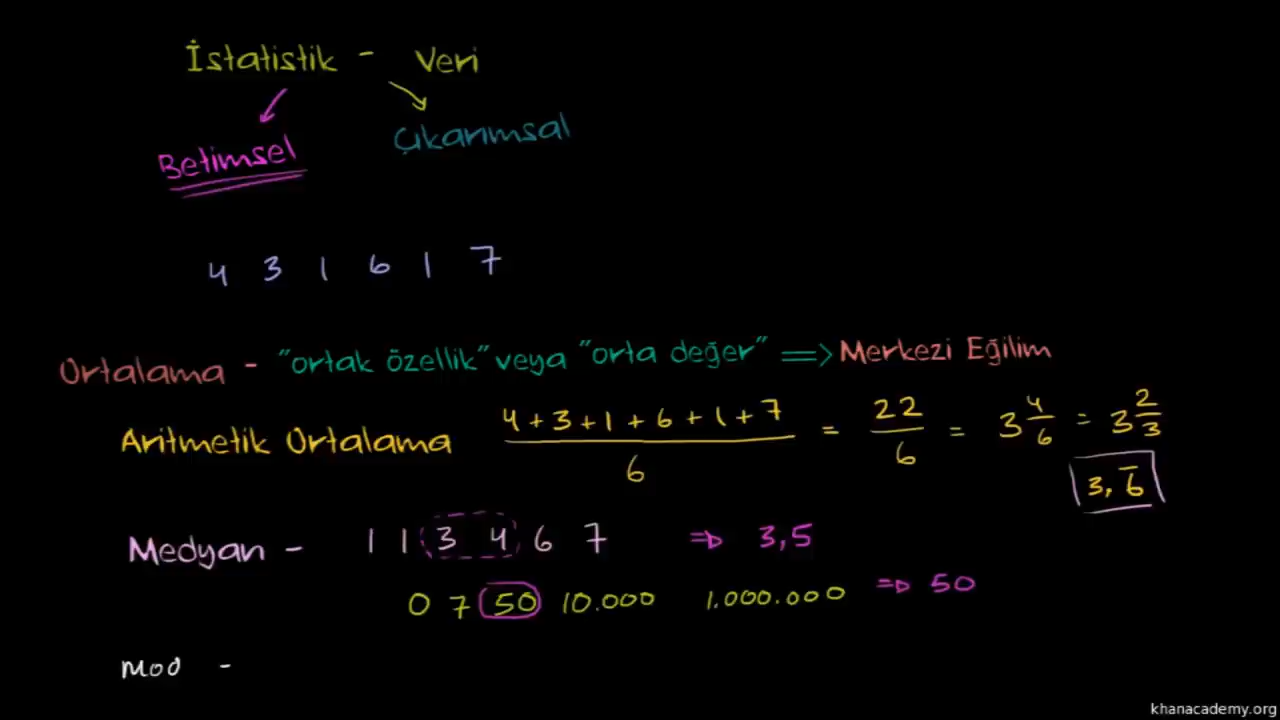 İstatistik - Veri
Betimsel Çıkarımsal
4 3 1 6 1 7
Ortalama - "ortak özellik" veya "orta değer" => Merkezi Eğilim
Aritmetik Ortalama (4+3+1+6+1+7)/6 = 22/6 = 3 4/6 = 3 2/3
3,6̅
Medyan - 1 1 3 4 6 7 => 3,5
0 7 50 10.000 1.000.000 => 50
Mod -
khanacademy.org